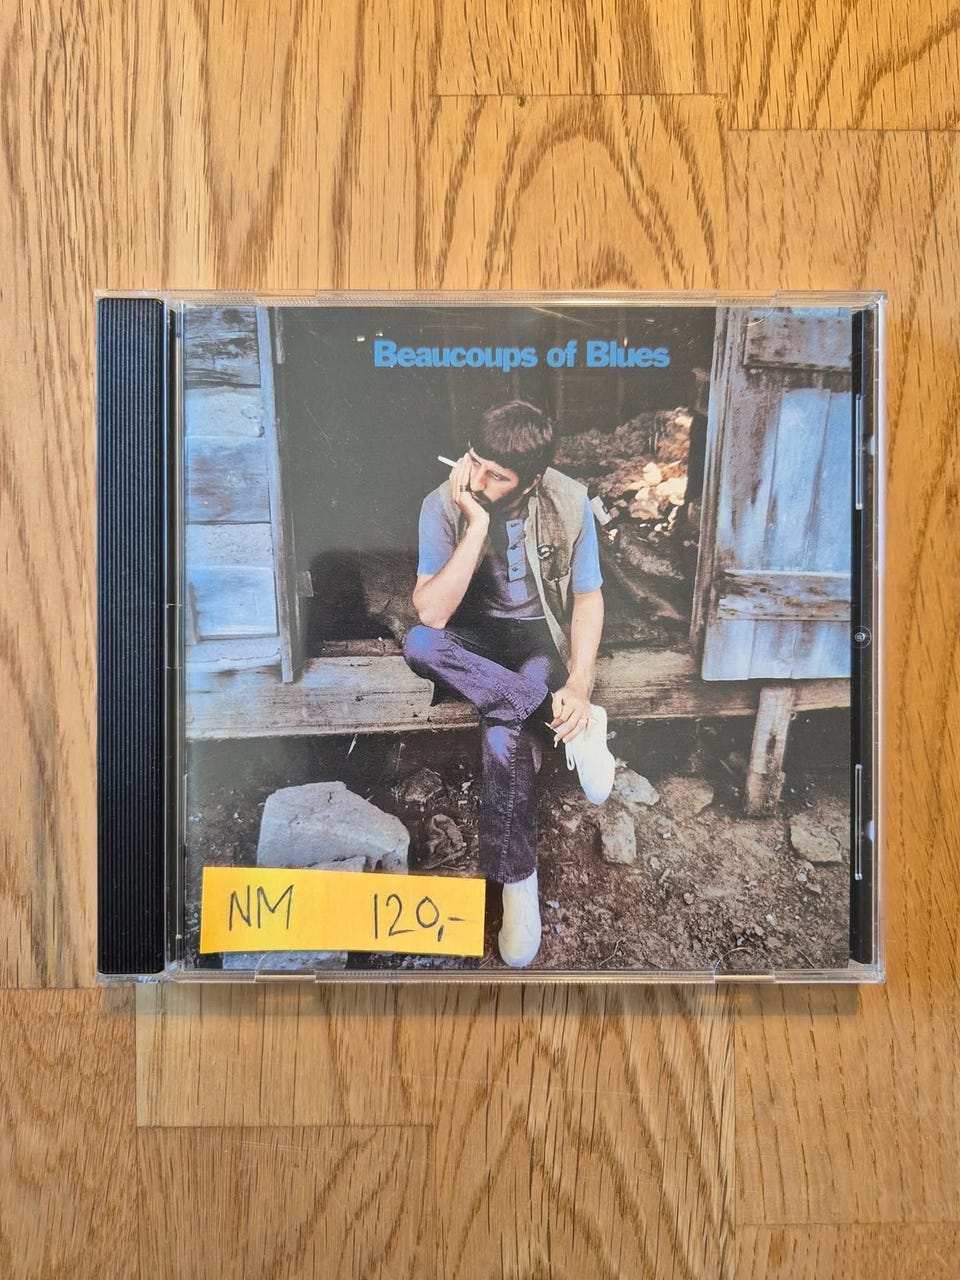 Beaucoups of Blues
NM 120,-